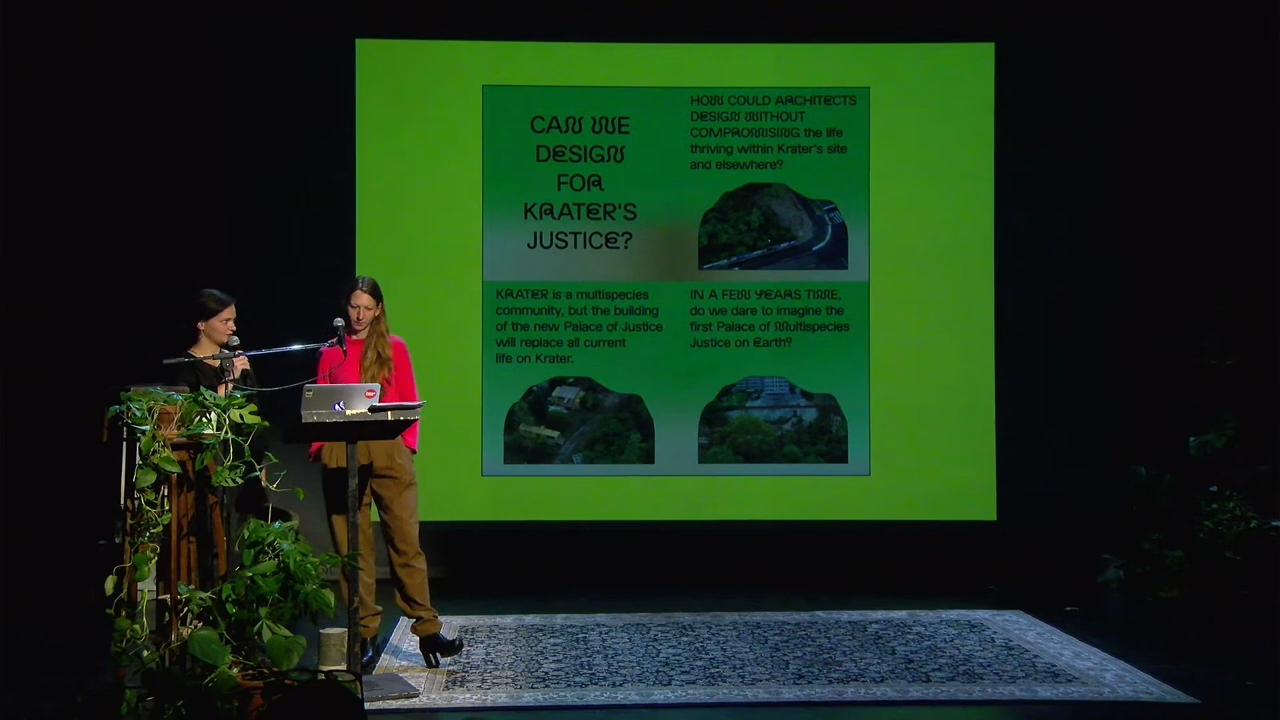 CAN WE
DESIGN
FOR
KRATER'S
JUSTICE?
HOW COULD ARCHITECTS
DESIGN WITHOUT
COMPROMISING the life
thriving within Krater's site
and elsewhere?
KRATER is a multispecies
community, but the building
of the new Palace of Justice
will replace all current
life on Krater.
IN A FEW YEARS TIME,
do we dare to imagine the
first Palace of Multispecies
Justice on Earth?